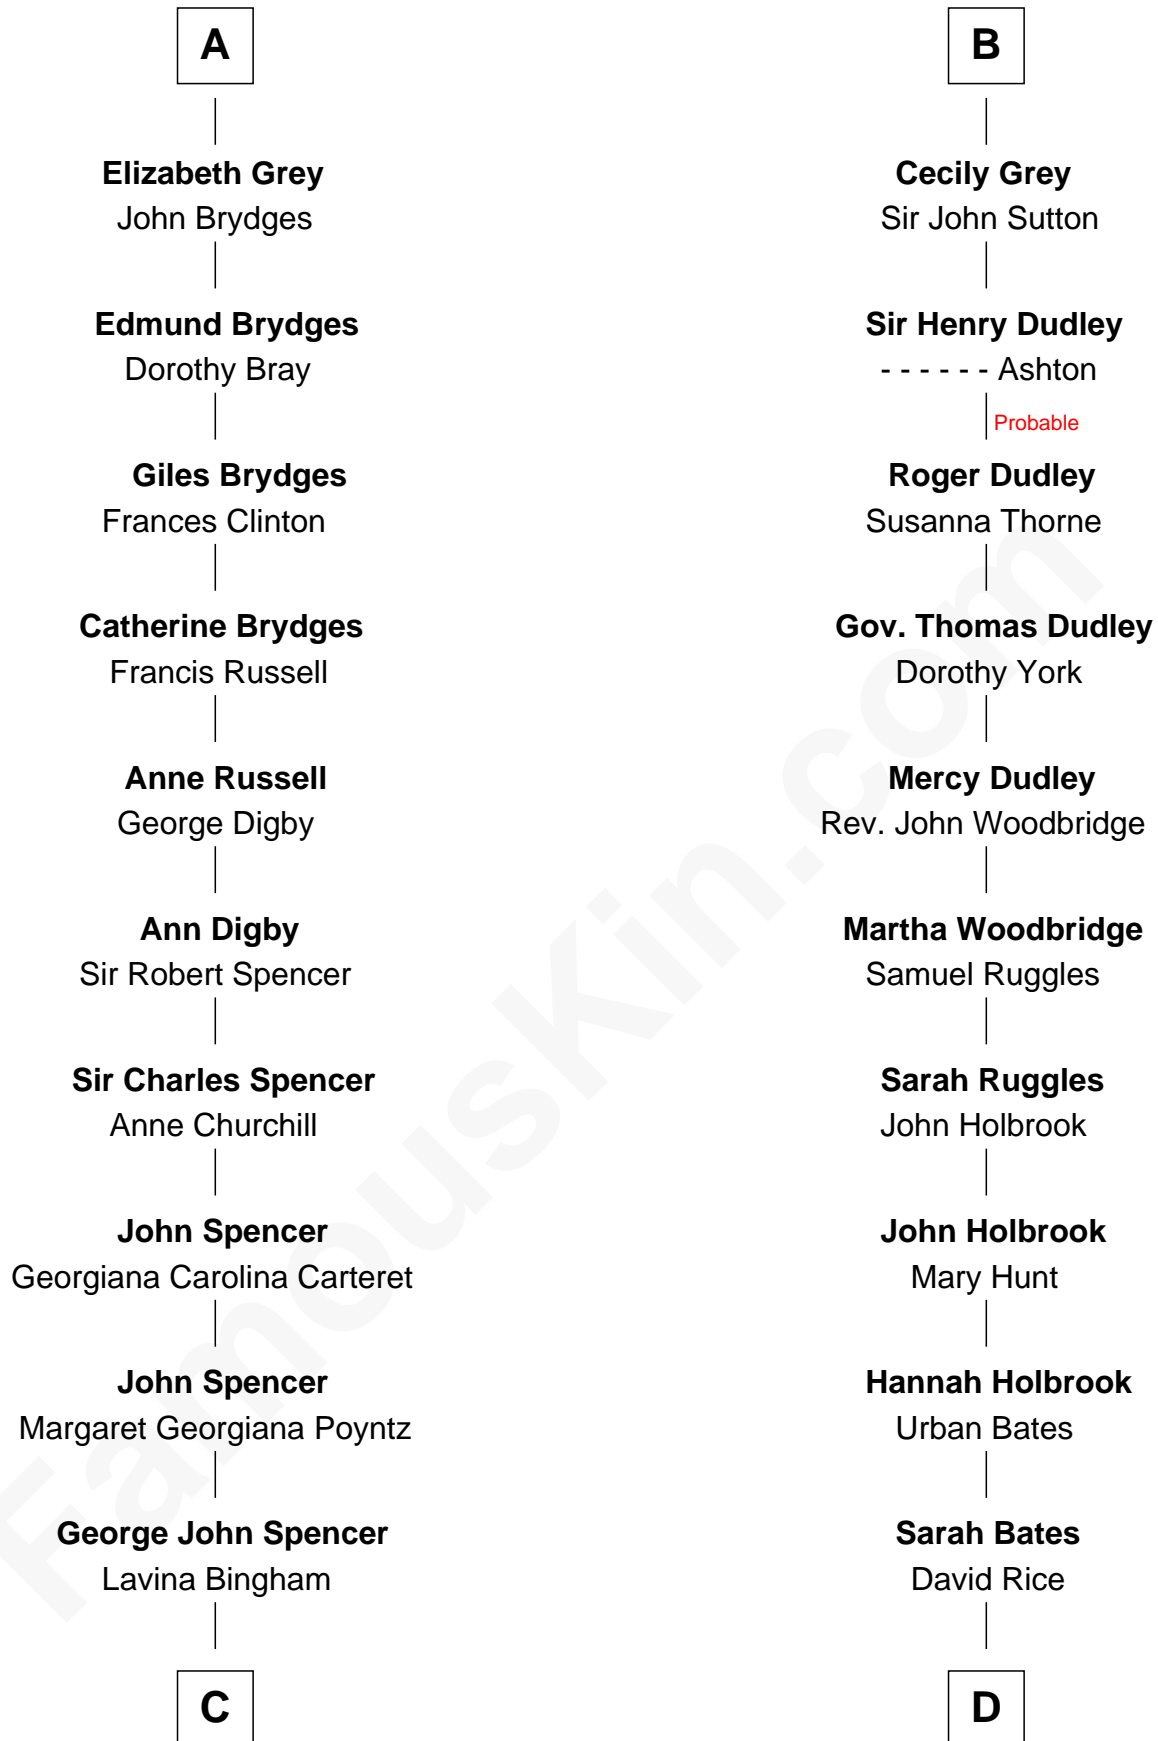 A
Elizabeth Grey
John Brydges
Edmund Brydges
Dorothy Bray
Giles Brydges
Frances Clinton
Catherine Brydges
Francis Russell
Anne Russell
George Digby
Ann Digby
Sir Robert Spencer
Sir Charles Spencer
Anne Churchill
John Spencer
Georgiana Carolina Carteret
John Spencer
Margaret Georgiana Poyntz
George John Spencer
Lavina Bingham
C
B
Cecily Grey
Sir John Sutton
Sir Henry Dudley
- - - - - - Ashton
Probable
Roger Dudley
Susanna Thorne
Gov. Thomas Dudley
Dorothy York
Mercy Dudley
Rev. John Woodbridge
Martha Woodbridge
Samuel Ruggles
Sarah Ruggles
John Holbrook
John Holbrook
Mary Hunt
Hannah Holbrook
Urban Bates
Sarah Bates
David Rice
D
FamousKin.com